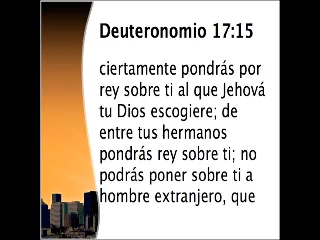 Deuteronomio 17:15
ciertamente pondrás por
rey sobre ti al que Jehová
tu Dios escogiere; de
entre tus hermanos
pondrás rey sobre ti; no
podrás poner sobre ti a
hombre extranjero, que